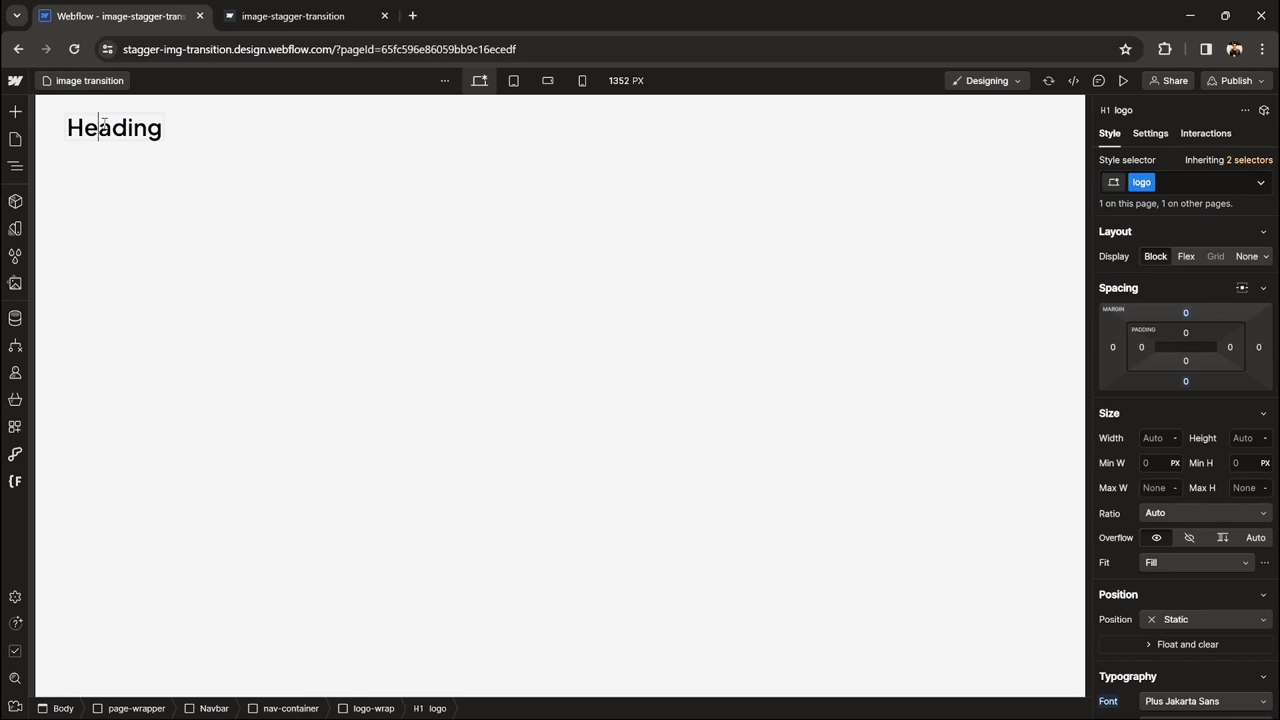 Webflow - image-stagger-trans
image-stagger-transition
stagger-img-transition.design.webflow.com/?pageId=65fc596e86059bb9c16ecedf
image transition
1352 PX
Designing
Share
Publish
Heading
H1 logo
Style Settings Interactions
Style selector Inheriting 2 selectors
logo
1 on this page, 1 on other pages.
Layout
Display Block Flex Grid None
Spacing
MARGIN
0
PADDING
0
0 0 0 0
0
0
Size
Width Auto - Height Auto -
Min W 0 PX Min H 0 PX
Max W None - Max H None -
Ratio Auto
Overflow Auto
Fit Fill
Position
Position Static
Float and clear
Typography
Font Plus Jakarta Sans
Body page-wrapper Navbar nav-container logo-wrap H1 logo